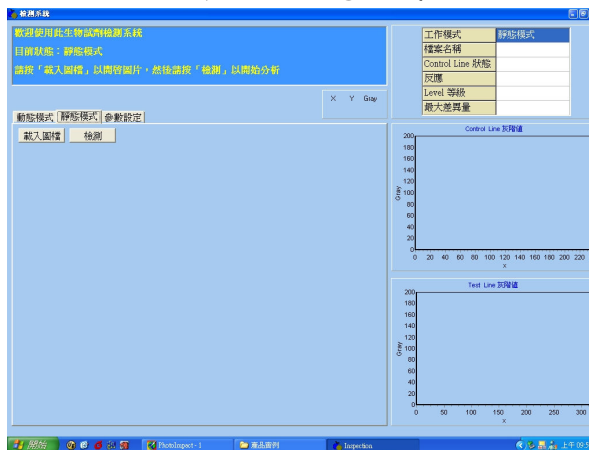 檢測系統
歡迎使用此生物試劑檢測系統
目前狀態：靜態模式
請按「載入圖檔」以開啓圖片，然後請按「檢測」以開始分析
X Y Gray
動態模式 靜態模式 參數設定
載入圖檔 檢測
工作模式 靜態模式
檔案名稱
Control Line 狀態
反應
Level 等級
最大差異量
Control Line 灰階值
200
180
160
140
120
100
80
60
40
20
0
Gray
0 20 40 60 80 100 120 140 160 180 200 220
X
Test Line 灰階值
200
180
160
140
120
100
80
60
40
20
0
Gray
0 50 100 150 200 250 300
X
開始 PhotoImpact - 1 產品面列 Inspection 上午 09:5